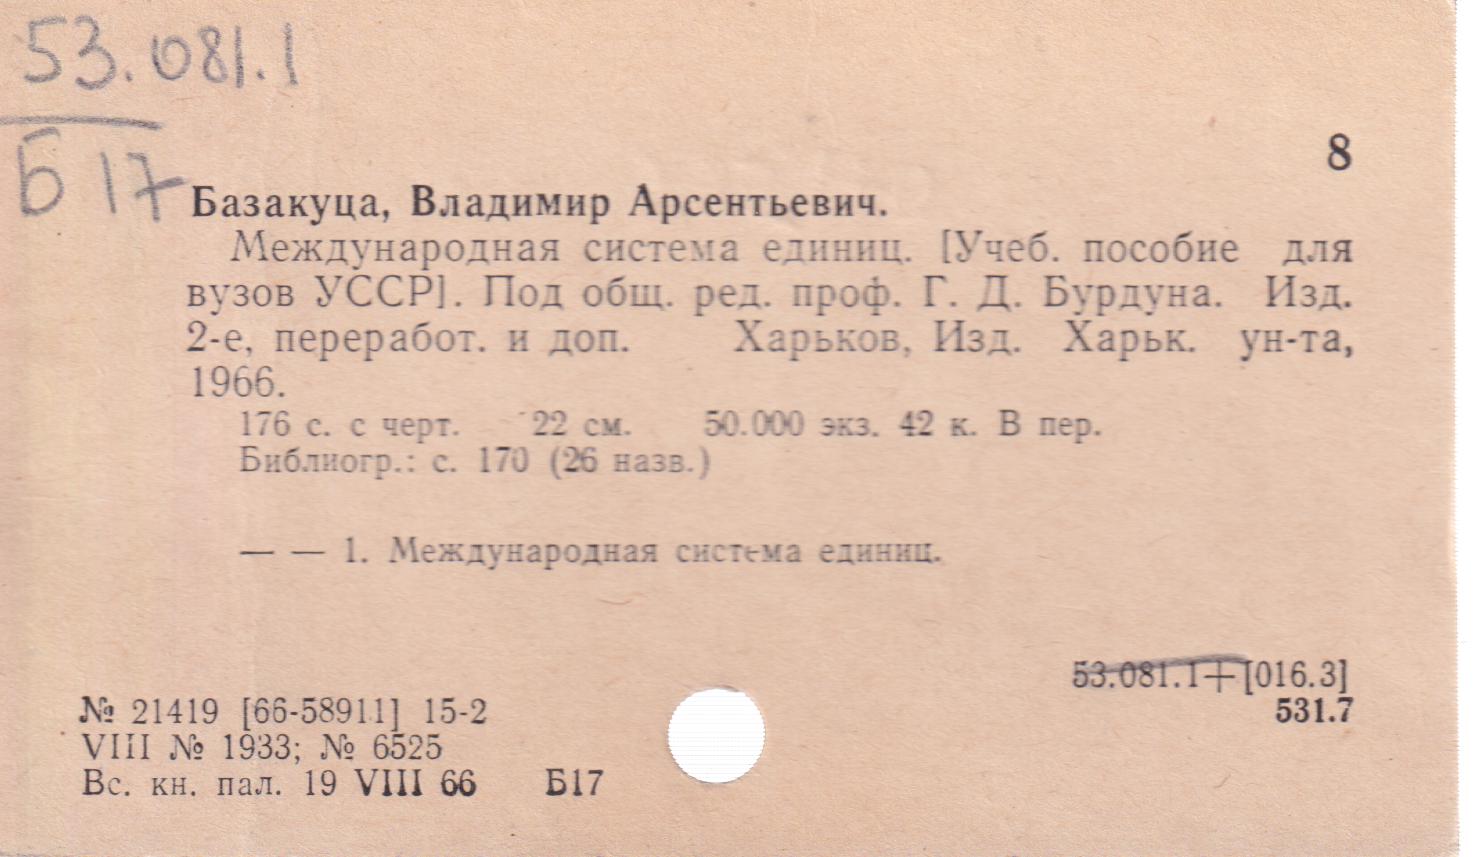 53.081.1
Б 17
8
Базакуца, Владимир Арсентьевич.
Международная система единиц. [Учеб. пособие для
вузов УССР]. Под общ. ред. проф. Г. Д. Бурдуна. Изд.
2-е, переработ. и доп. Харьков, Изд. Харьк. ун-та,
1966.
176 с. с черт. 22 см. 50.000 экз. 42 к. В пер.
Библиогр.: с. 170 (26 назв.)
— — 1. Международная система единиц.
53.081.1+[016.3]
531.7
№ 21419 [66-58911] 15-2
VIII № 1933; № 6525
Вс. кн. пал. 19 VIII 66 Б17